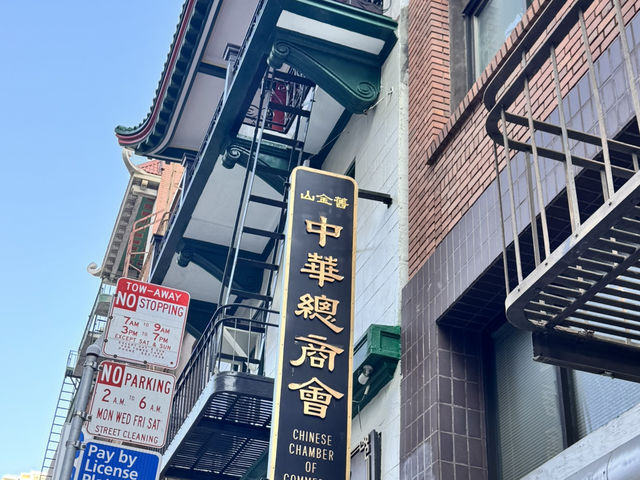 舊金山
中華總商會
CHINESE
CHAMBER
OF
TOW-AWAY
NO STOPPING
7AM TO 9AM
3PM TO 7PM
EXCEPT SAT & SUN
NO PARKING
2 A.M. TO 6 A.M.
MON WED FRI SAT
STREET CLEANING
Pay by
License